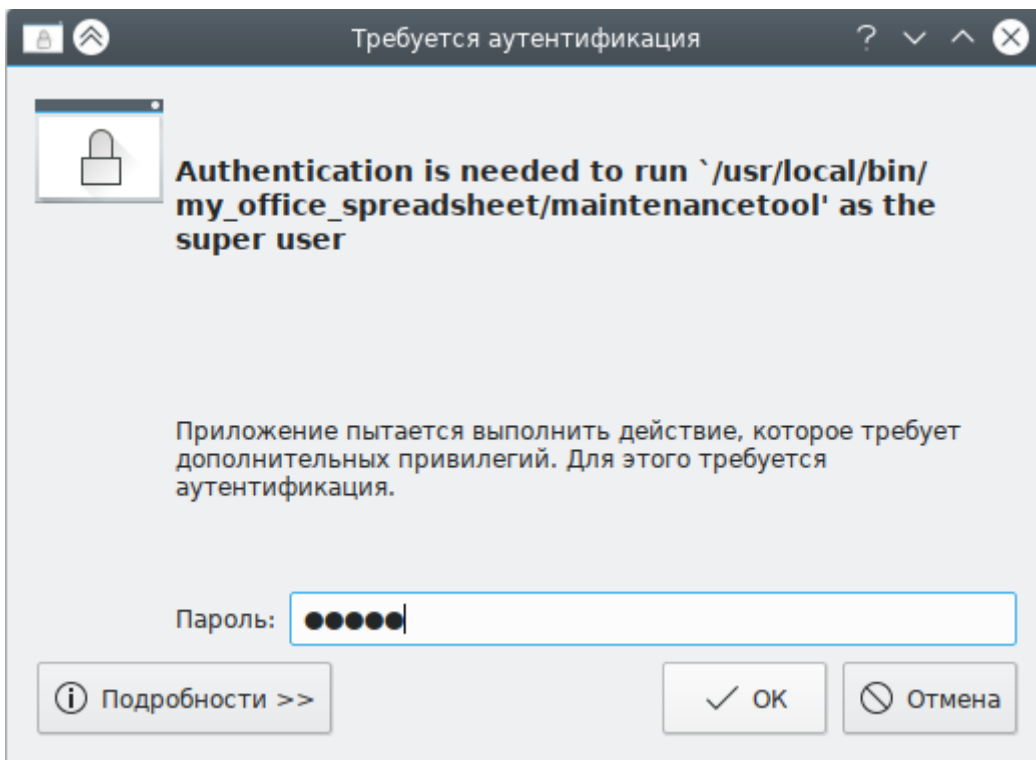 Требуется аутентификация
Authentication is needed to run `/usr/local/bin/
my_office_spreadsheet/maintenancetool' as the
super user
Приложение пытается выполнить действие, которое требует
дополнительных привилегий. Для этого требуется
аутентификация.
Пароль: ●●●●●
Подробности >> OK Отмена